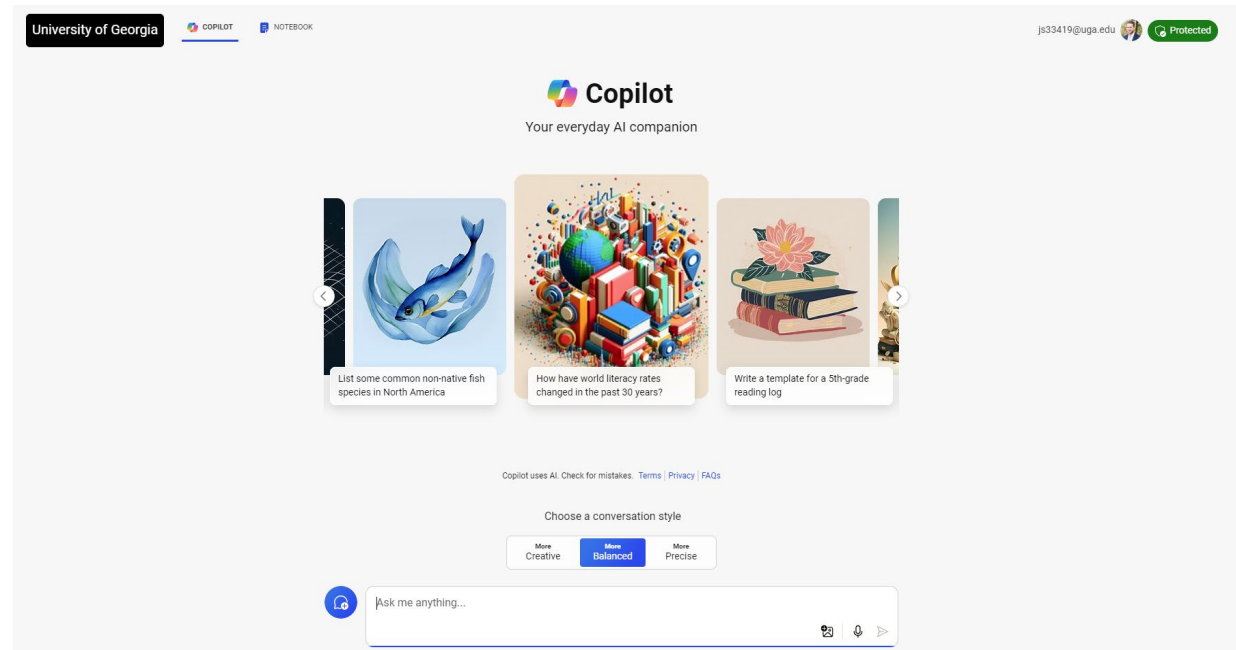 University of Georgia
COPILOT
NOTEBOOK
js33419@uga.edu
Protected
Copilot
Your everyday AI companion
List some common non-native fish
species in North America
How have world literacy rates
changed in the past 30 years?
Write a template for a 5th-grade
reading log
Copilot uses AI. Check for mistakes. Terms | Privacy | FAQs
Choose a conversation style
More
Creative
More
Balanced
More
Precise
Ask me anything...